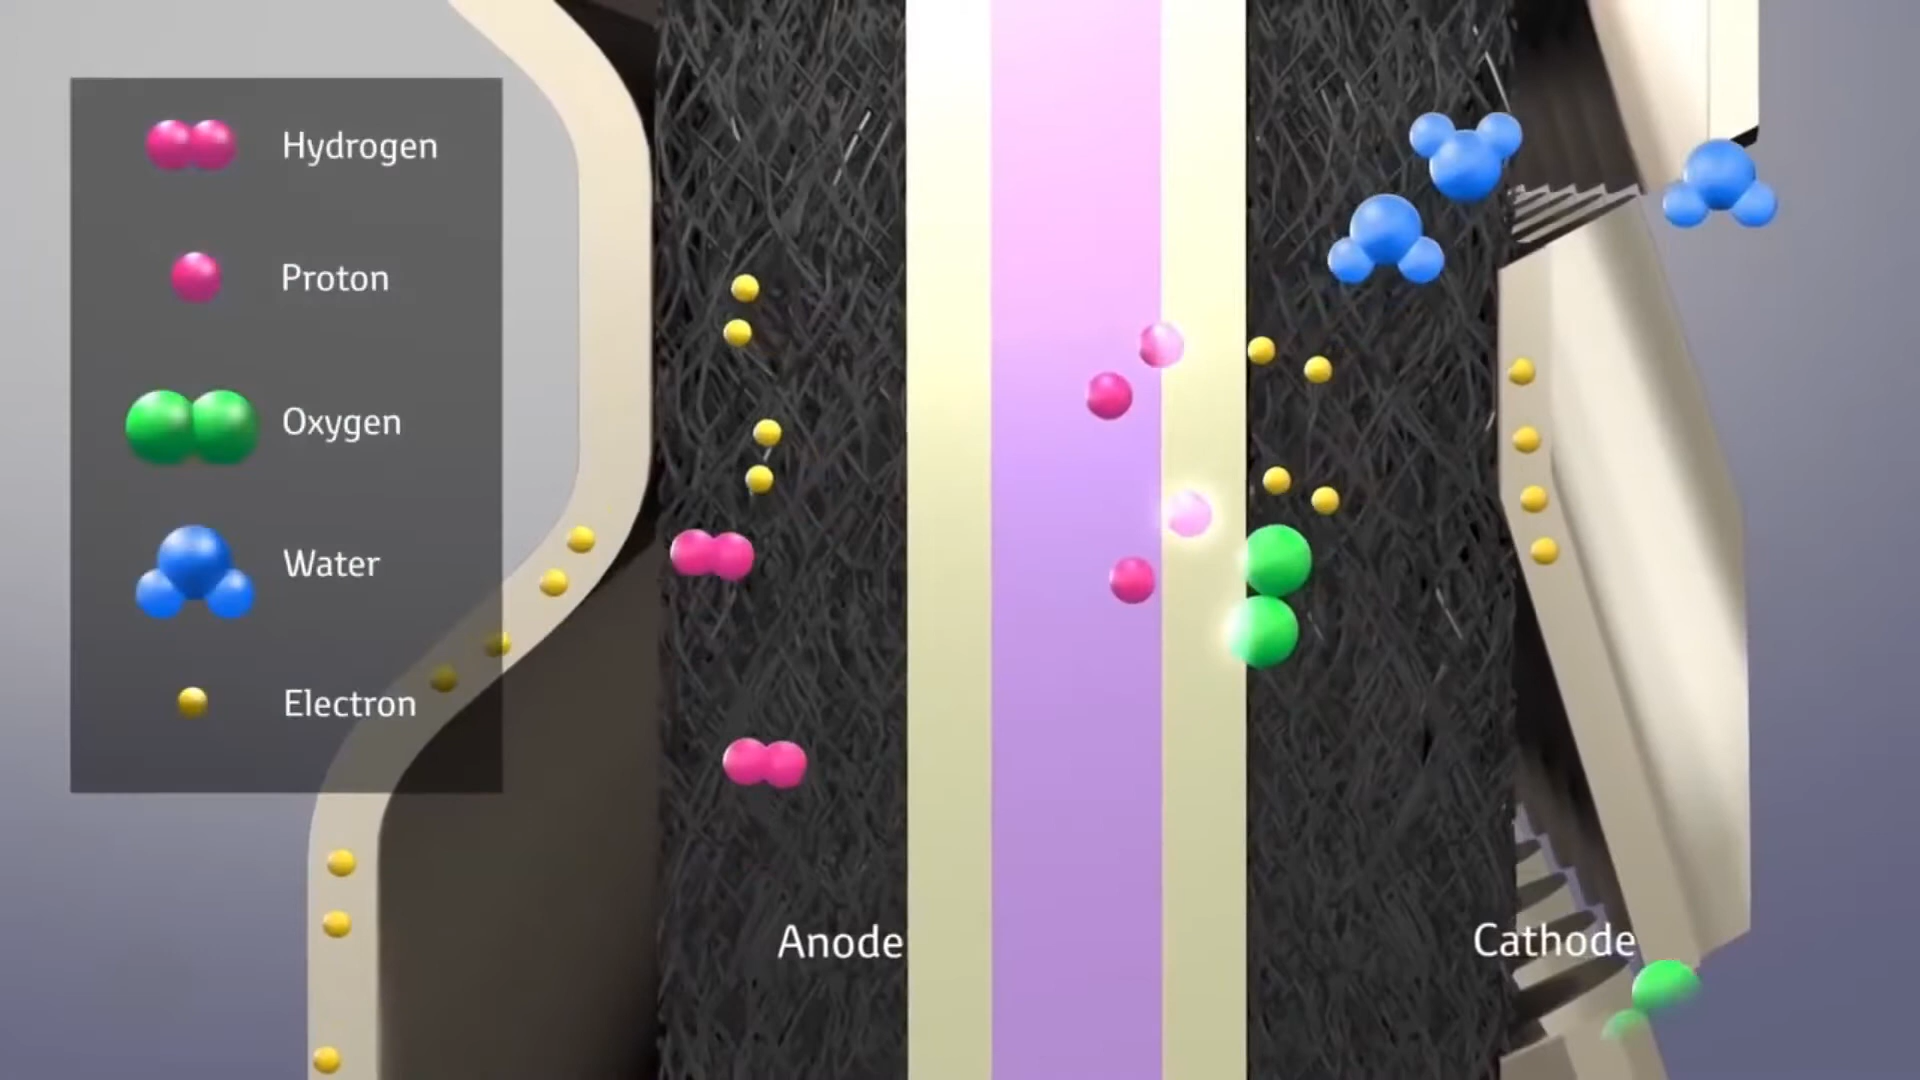 Hydrogen
Proton
Oxygen
Water
Electron
Anode
Cathode